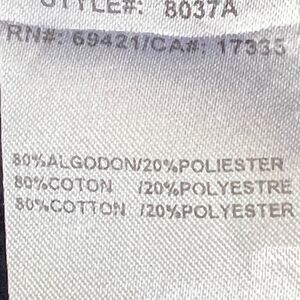 STYLE#: 8037A
RN#: 69421/CA#: 17335
80%ALGODON/20%POLIESTER
80%COTON /20%POLYESTRE
80%COTTON /20%POLYESTER